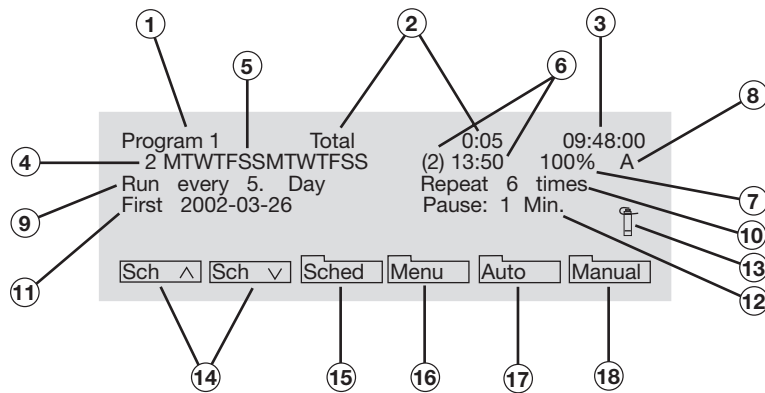 1 2 3
5 6
8
Program 1 Total 0:05 09:48:00
4 2 MTWTFSSMTWTFSS (2) 13:50 100% A
Run every 5. Day Repeat 6 times 7
9 First 2002-03-26 Pause: 1 Min. 10
11 Sch ∧ Sch ∨ Sched Menu Auto Manual 13
12
14 15 16 17 18